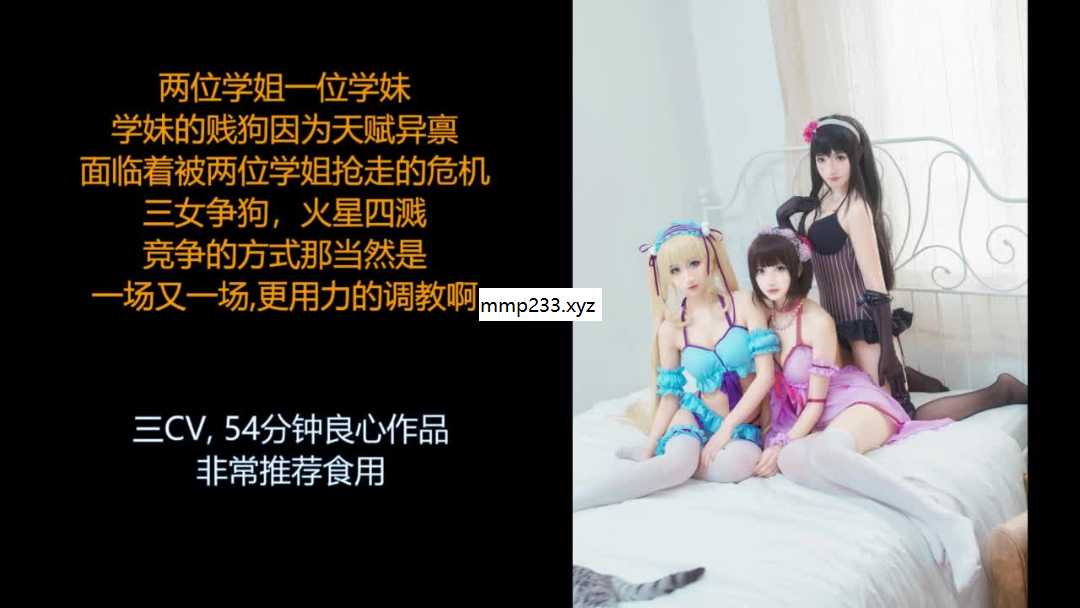 两位学姐一位学妹
学妹的贱狗因为天赋异禀
面临着被两位学姐抢走的危机
三女争狗，火星四溅
竞争的方式那当然是
一场又一场,更用力的调教啊
mmp233.xyz
三CV, 54分钟良心作品
非常推荐食用